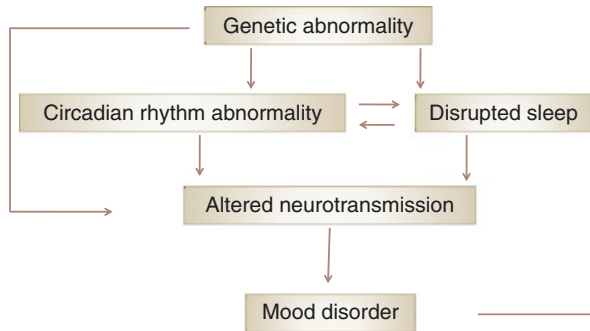 Genetic abnormality
Circadian rhythm abnormality
Disrupted sleep
Altered neurotransmission
Mood disorder